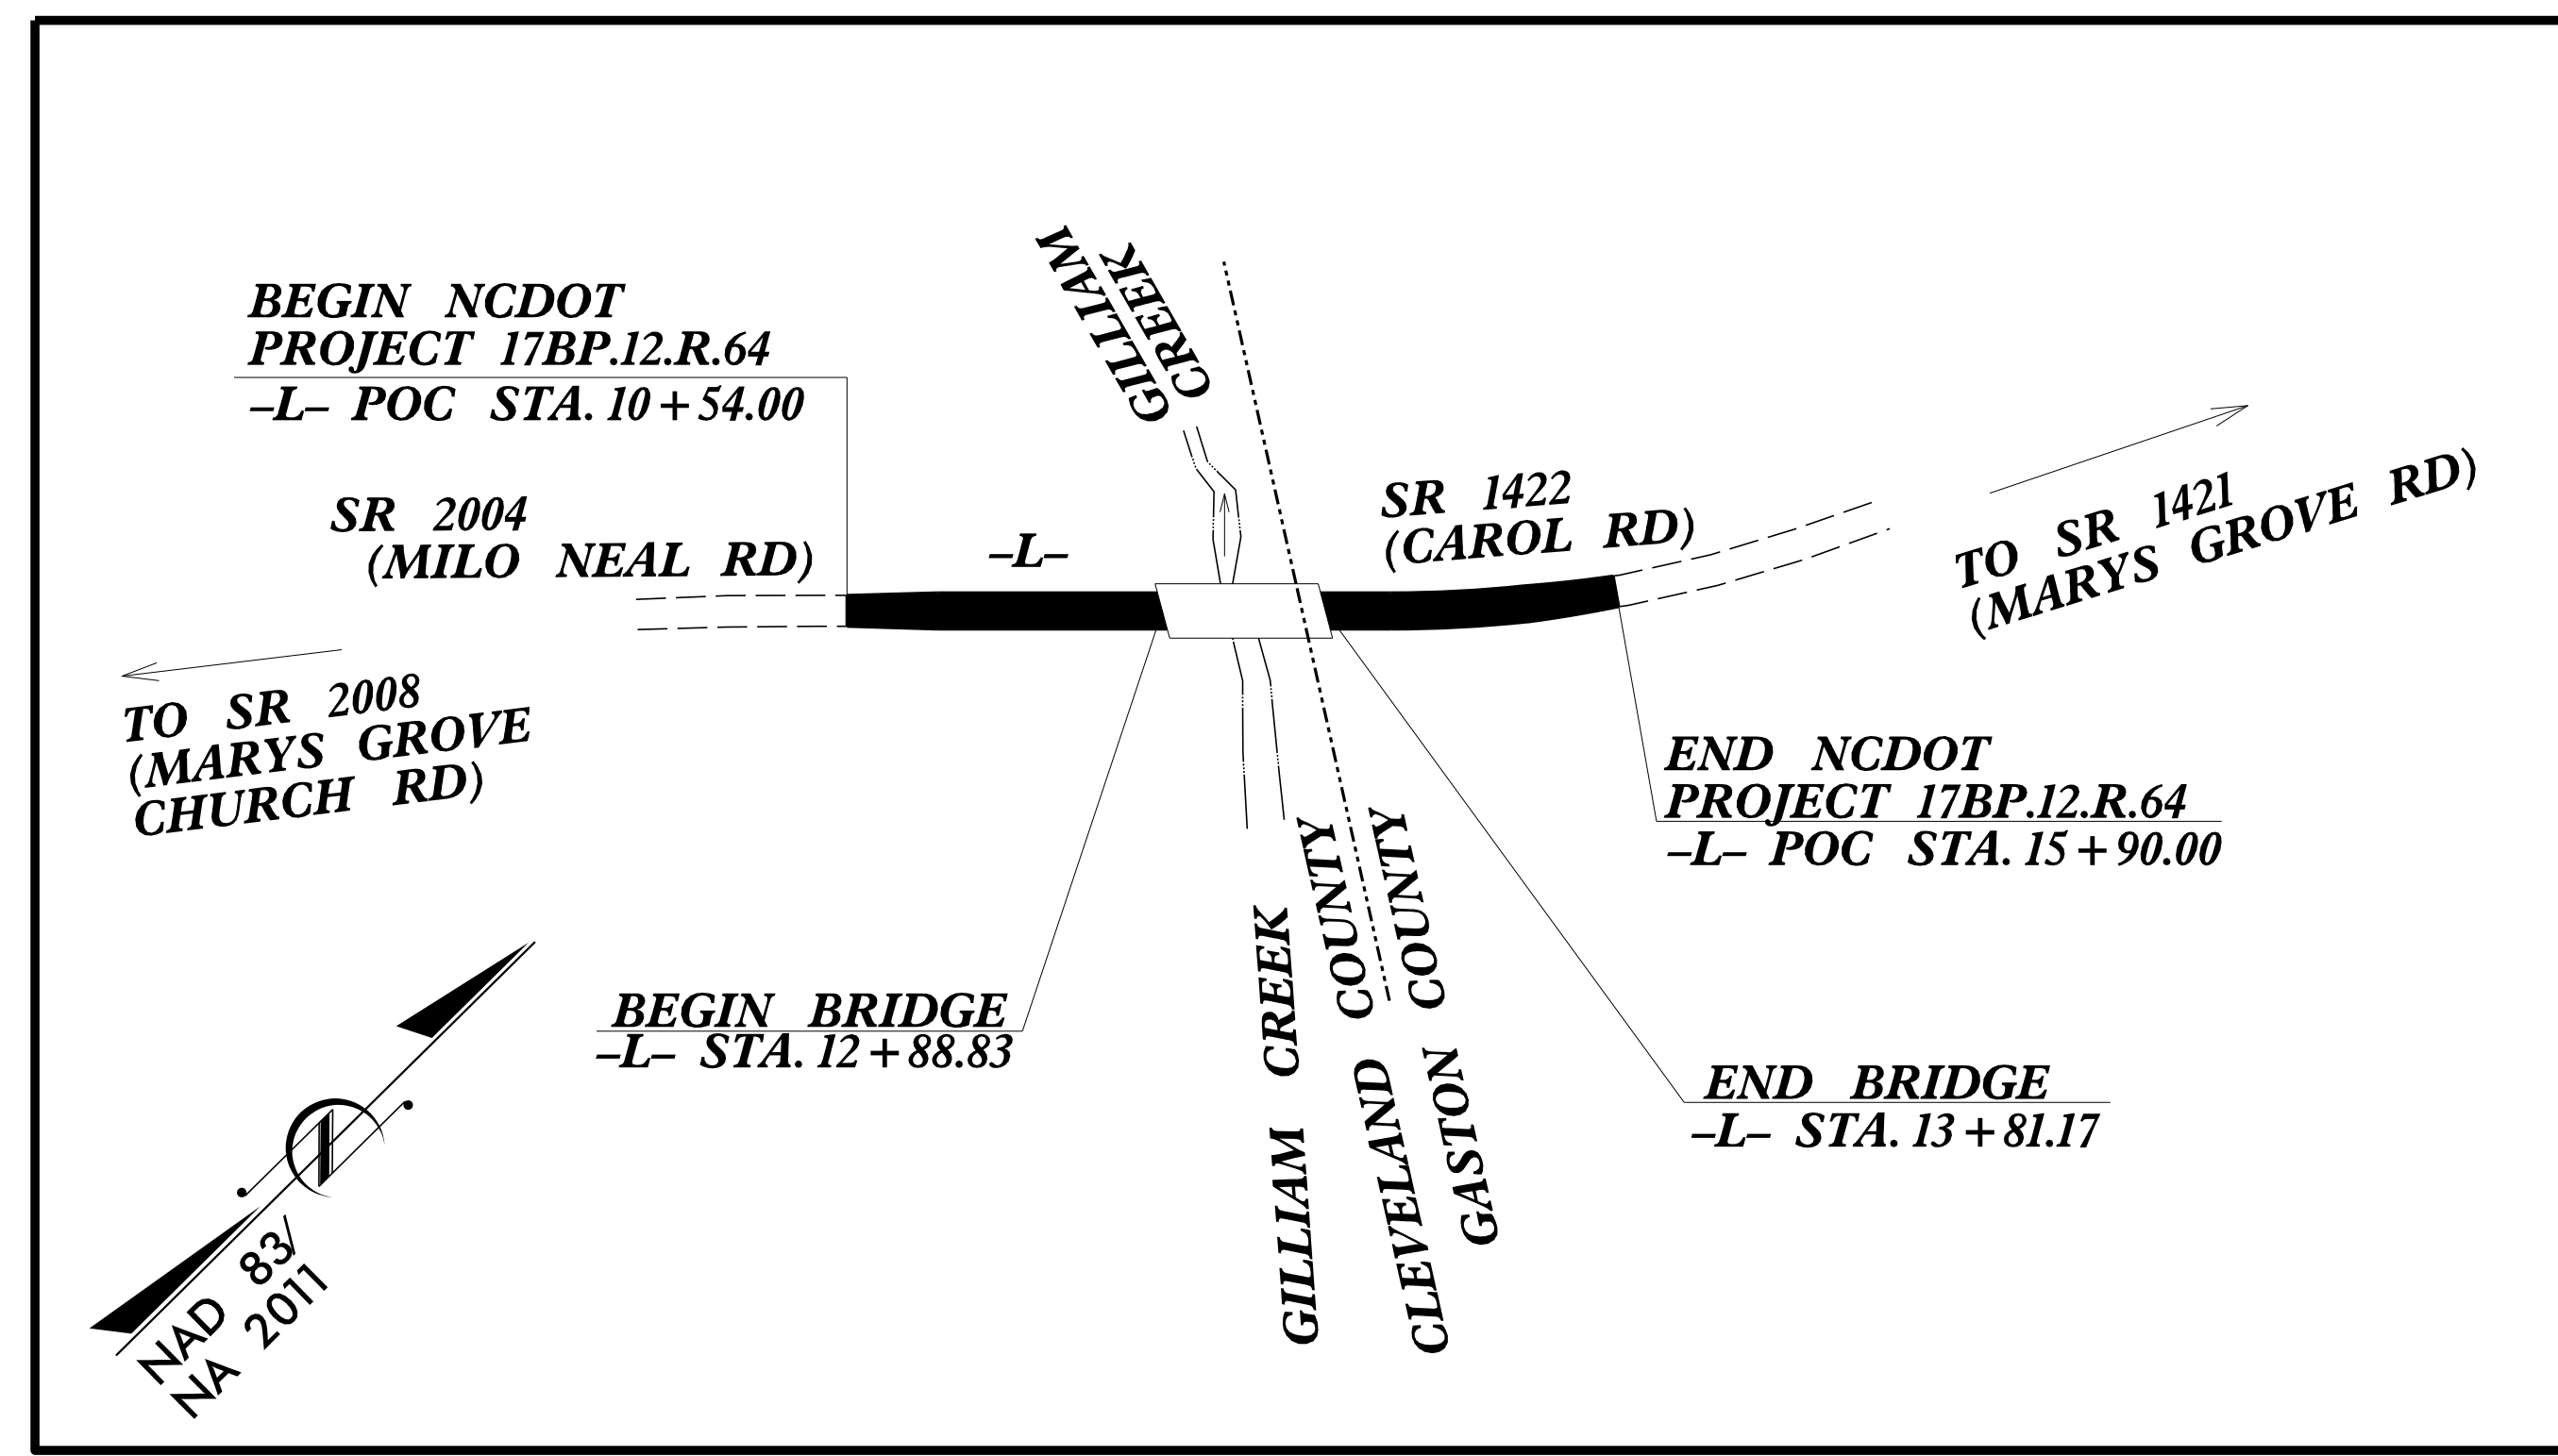 BEGIN NCDOT
PROJECT 17BP.12.R.64
–L– POC STA. 10+54.00
SR 2004
(MILO NEAL RD)
TO SR 2008
(MARYS GROVE
CHURCH RD)
–L–
GILLIAM
CREEK
SR 1422
(CAROL RD)
TO SR 1421
(MARYS GROVE RD)
END NCDOT
PROJECT 17BP.12.R.64
–L– POC STA. 15+90.00
BEGIN BRIDGE
–L– STA. 12+88.83
GILLIAM CREEK
CLEVELAND COUNTY
GASTON COUNTY
END BRIDGE
–L– STA. 13+81.17
NAD 83/
NA 2011